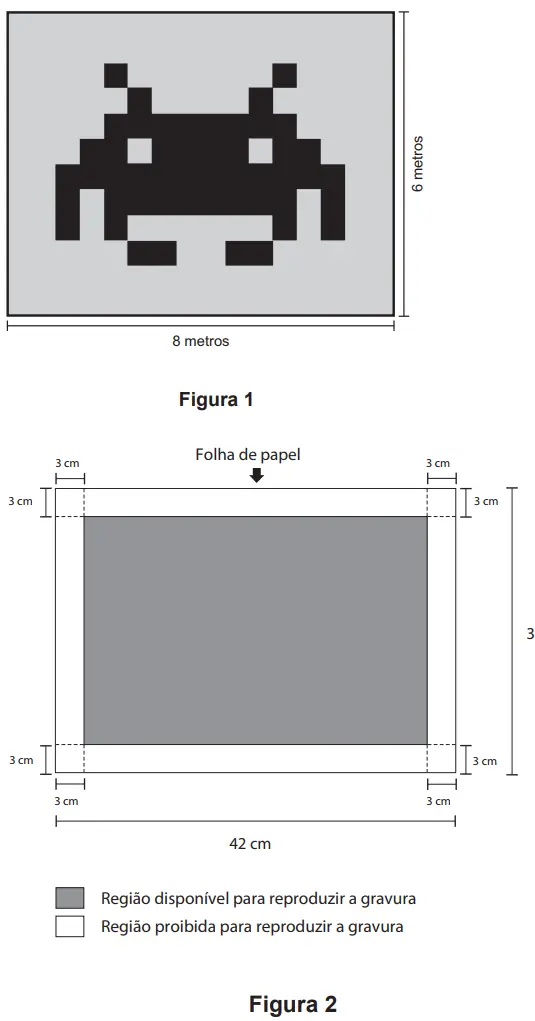 6 metros
8 metros
Figura 1
Folha de papel
3 cm
3 cm
3 cm
3 cm
3
3 cm
3 cm
3 cm
3 cm
42 cm
Região disponível para reproduzir a gravura
Região proibida para reproduzir a gravura
Figura 2